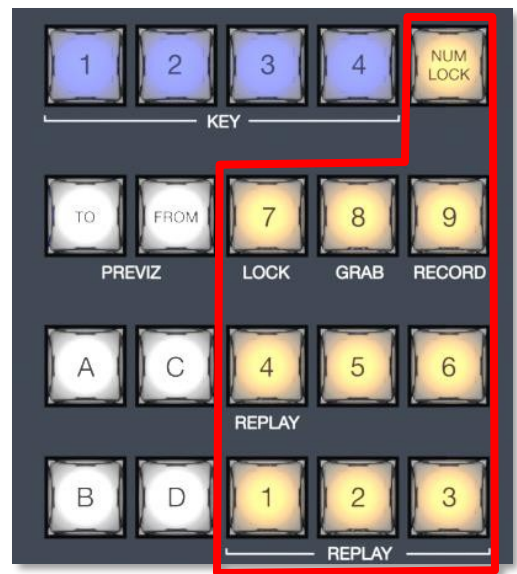 1 2 3 4 NUM LOCK
KEY
TO FROM 7 8 9
PREVIZ LOCK GRAB RECORD
A C 4 5 6
REPLAY
B D 1 2 3
REPLAY